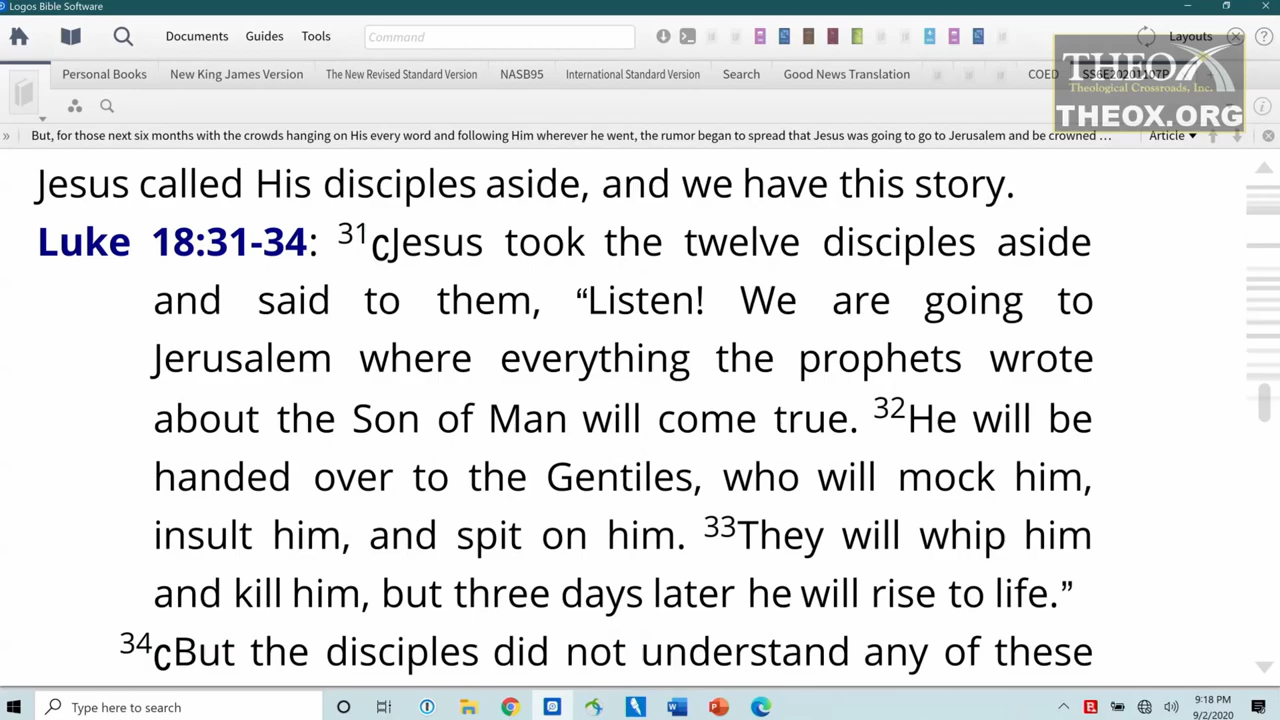 Logos Bible Software
Documents Guides Tools Command Layouts
Personal Books New King James Version The New Revised Standard Version NASB95 International Standard Version Search Good News Translation COED SS6E20201107P
THEOX
Theological Crossroads, Inc.
THEOX.ORG
» But, for those next six months with the crowds hanging on His every word and following Him wherever he went, the rumor began to spread that Jesus was going to go to Jerusalem and be crowned … Article
Jesus called His disciples aside, and we have this story.
Luke 18:31-34: 31çJesus took the twelve disciples aside
and said to them, “Listen! We are going to
Jerusalem where everything the prophets wrote
about the Son of Man will come true. 32He will be
handed over to the Gentiles, who will mock him,
insult him, and spit on him. 33They will whip him
and kill him, but three days later he will rise to life.”
34çBut the disciples did not understand any of these
Type here to search
9:18 PM
9/2/2020